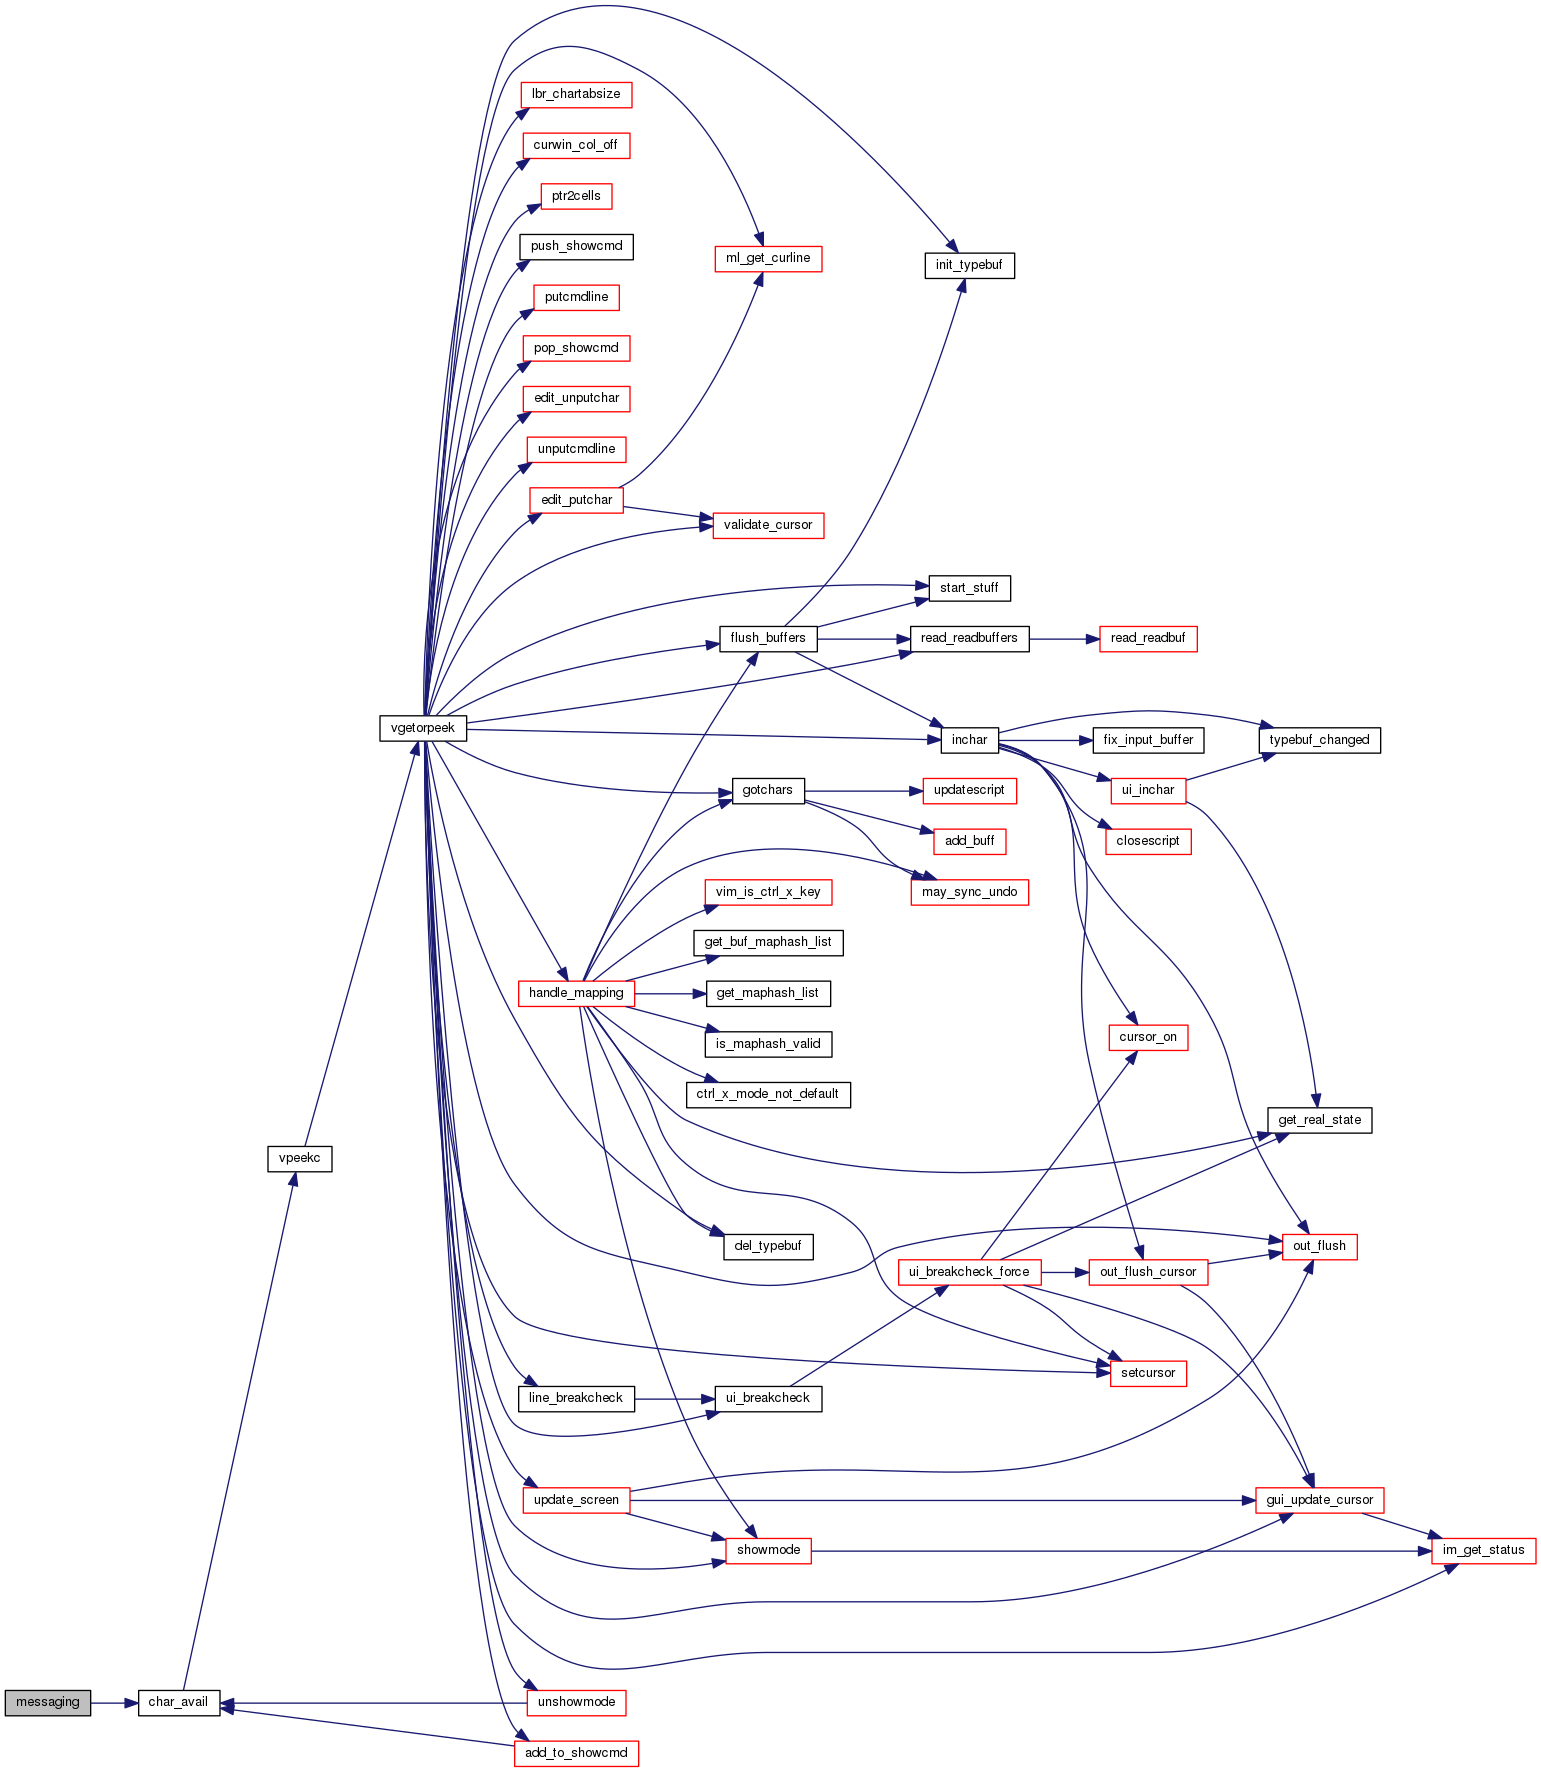 lbr_chartabsize
curwin_col_off
ptr2cells
push_showcmd
ml_get_curline
init_typebuf
putcmdline
pop_showcmd
edit_unputchar
unputcmdline
edit_putchar
validate_cursor
start_stuff
flush_buffers
read_readbuffers
read_readbuf
vgetorpeek
inchar
fix_input_buffer
typebuf_changed
gotchars
updatescript
ui_inchar
add_buff
closescript
vim_is_ctrl_x_key
may_sync_undo
get_buf_maphash_list
handle_mapping
get_maphash_list
is_maphash_valid
cursor_on
ctrl_x_mode_not_default
get_real_state
vpeekc
del_typebuf
out_flush
ui_breakcheck_force
out_flush_cursor
setcursor
line_breakcheck
ui_breakcheck
update_screen
gui_update_cursor
showmode
im_get_status
messaging
char_avail
unshowmode
add_to_showcmd